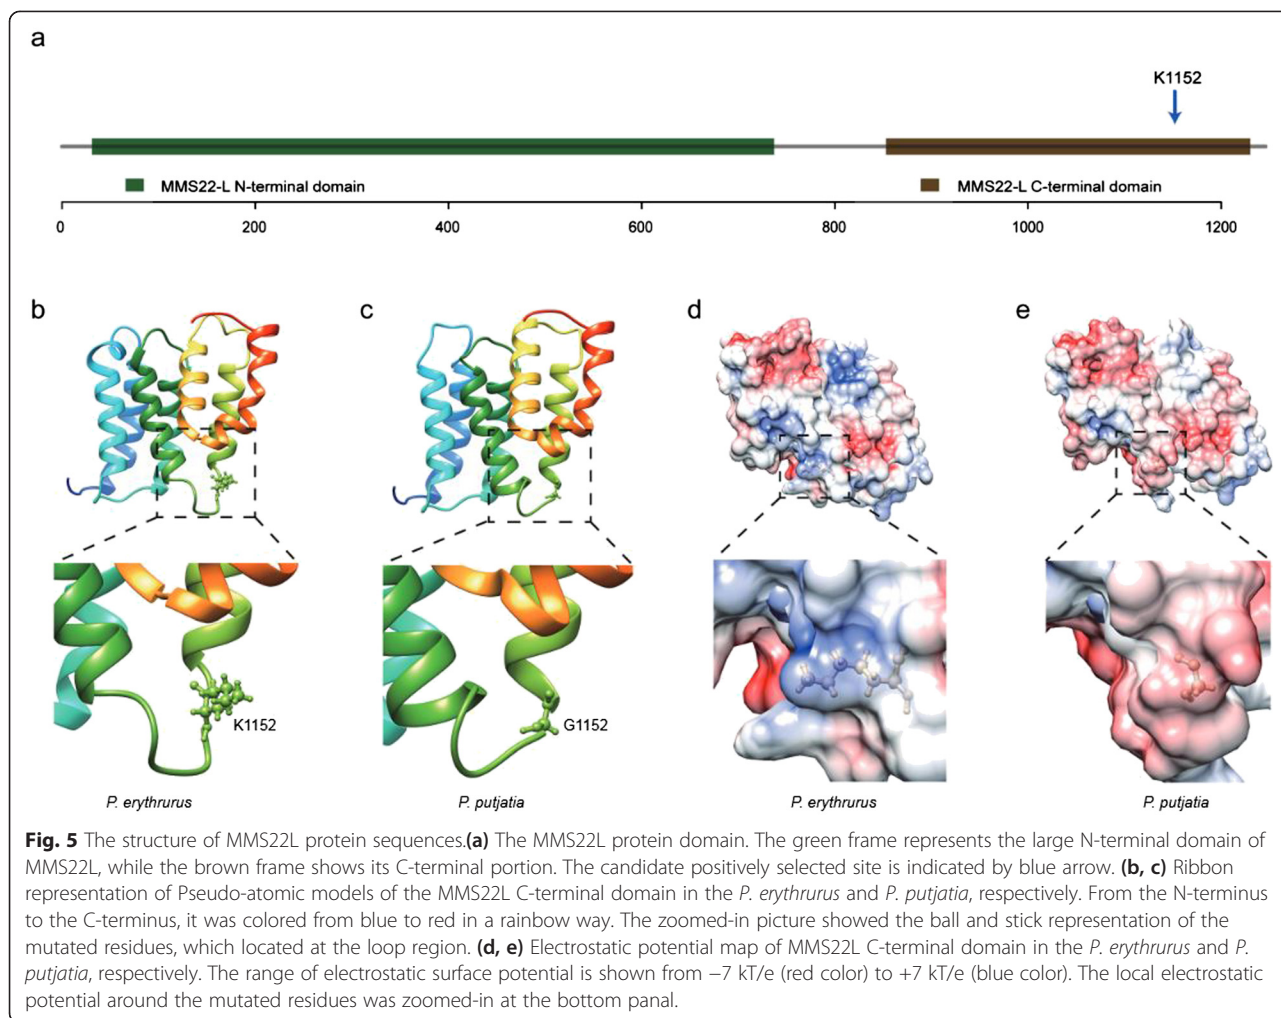 a
K1152
MMS22-L N-terminal domain
MMS22-L C-terminal domain
0 200 400 600 800 1000 1200
b c d e
K1152
G1152
P. erythrurus P. putjatia P. erythrurus P. putjatia
Fig. 5 The structure of MMS22L protein sequences.(a) The MMS22L protein domain. The green frame represents the large N-terminal domain of
MMS22L, while the brown frame shows its C-terminal portion. The candidate positively selected site is indicated by blue arrow. (b, c) Ribbon
representation of Pseudo-atomic models of the MMS22L C-terminal domain in the P. erythrurus and P. putjatia, respectively. From the N-terminus
to the C-terminus, it was colored from blue to red in a rainbow way. The zoomed-in picture showed the ball and stick representation of the
mutated residues, which located at the loop region. (d, e) Electrostatic potential map of MMS22L C-terminal domain in the P. erythrurus and P.
putjatia, respectively. The range of electrostatic surface potential is shown from −7 kT/e (red color) to +7 kT/e (blue color). The local electrostatic
potential around the mutated residues was zoomed-in at the bottom panal.